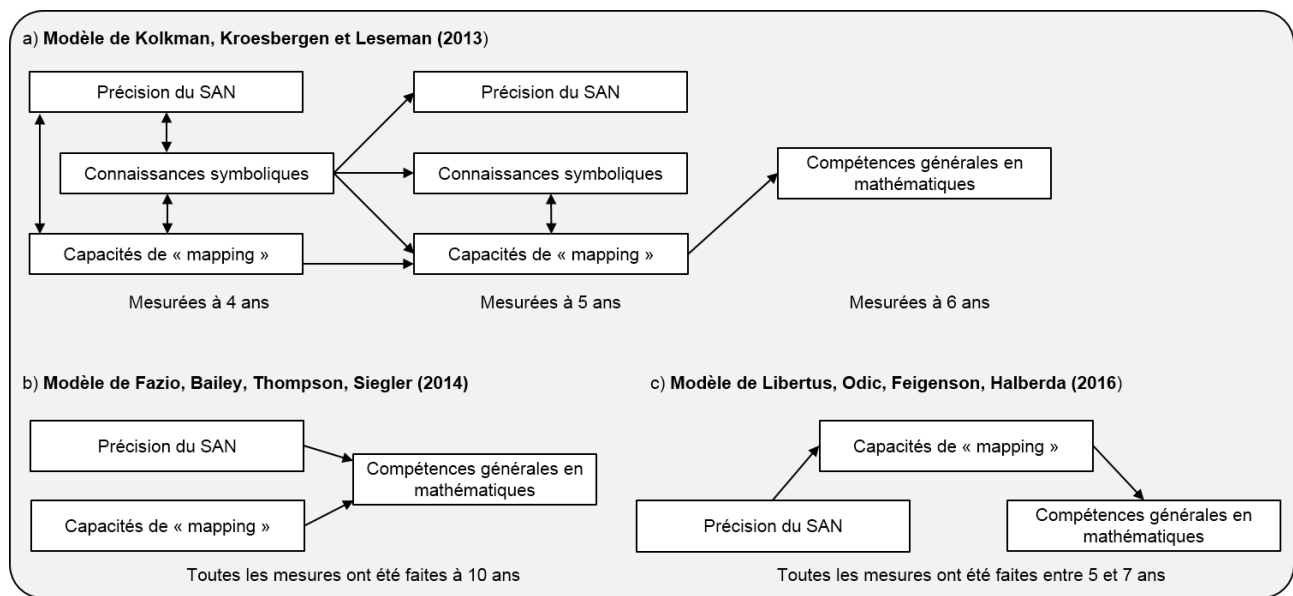 a) Modèle de Kolkman, Kroesbergen et Leseman (2013)
Précision du SAN
Précision du SAN
Connaissances symboliques
Connaissances symboliques
Compétences générales en
mathématiques
Capacités de « mapping »
Capacités de « mapping »
Mesurées à 4 ans
Mesurées à 5 ans
Mesurées à 6 ans
b) Modèle de Fazio, Bailey, Thompson, Siegler (2014)
Précision du SAN
Compétences générales en
mathématiques
Capacités de « mapping »
Toutes les mesures ont été faites à 10 ans
c) Modèle de Libertus, Odic, Feigenson, Halberda (2016)
Capacités de « mapping »
Précision du SAN
Compétences générales en
mathématiques
Toutes les mesures ont été faites entre 5 et 7 ans